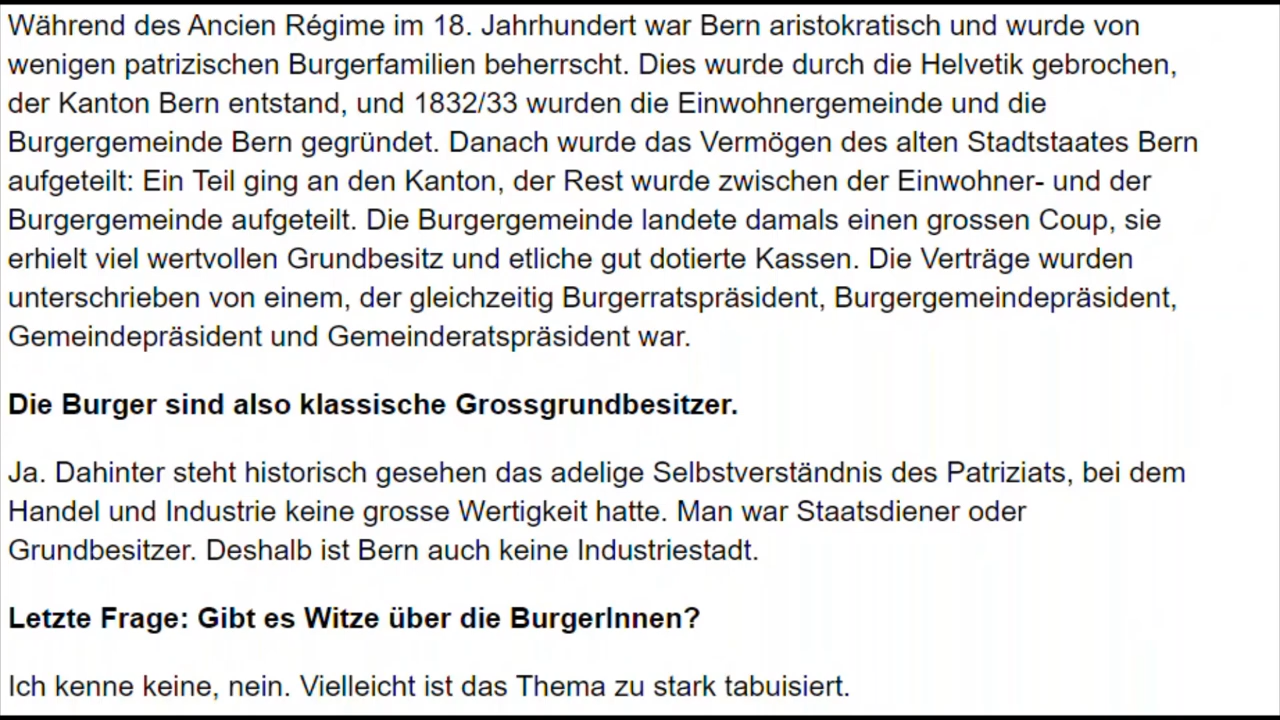 Während des Ancien Régime im 18. Jahrhundert war Bern aristokratisch und wurde von
wenigen patrizischen Burgerfamilien beherrscht. Dies wurde durch die Helvetik gebrochen,
der Kanton Bern entstand, und 1832/33 wurden die Einwohnergemeinde und die
Burgergemeinde Bern gegründet. Danach wurde das Vermögen des alten Stadtstaates Bern
aufgeteilt: Ein Teil ging an den Kanton, der Rest wurde zwischen der Einwohner- und der
Burgergemeinde aufgeteilt. Die Burgergemeinde landete damals einen grossen Coup, sie
erhielt viel wertvollen Grundbesitz und etliche gut dotierte Kassen. Die Verträge wurden
unterschrieben von einem, der gleichzeitig Burgerratspräsident, Burgergemeindepräsident,
Gemeindepräsident und Gemeinderatspräsident war.
Die Burger sind also klassische Grossgrundbesitzer.
Ja. Dahinter steht historisch gesehen das adelige Selbstverständnis des Patriziats, bei dem
Handel und Industrie keine grosse Wertigkeit hatte. Man war Staatsdiener oder
Grundbesitzer. Deshalb ist Bern auch keine Industriestadt.
Letzte Frage: Gibt es Witze über die BurgerInnen?
Ich kenne keine, nein. Vielleicht ist das Thema zu stark tabuisiert.